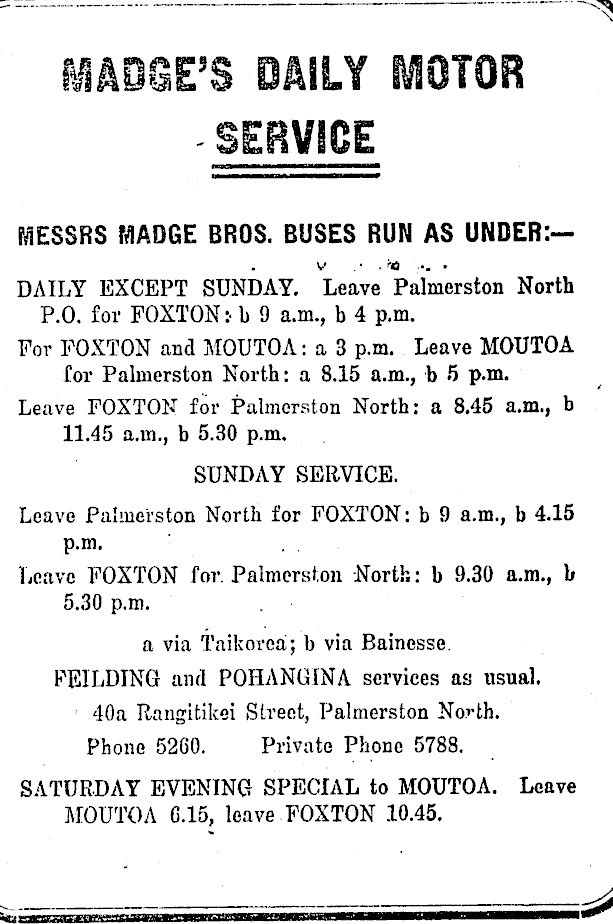 MADGE'S DAILY MOTOR
SERVICE
MESSRS MADGE BROS. BUSES RUN AS UNDER:—
DAILY EXCEPT SUNDAY. Leave Palmerston North
P.O. for FOXTON: b 9 a.m., b 4 p.m.
For FOXTON and MOUTOA: a 3 p.m. Leave MOUTOA
for Palmerston North: a 8.15 a.m., b 5 p.m.
Leave FOXTON for Palmerston North: a 8.45 a.m., b
11.45 a.m., b 5.30 p.m.
SUNDAY SERVICE.
Leave Palmerston North for FOXTON: b 9 a.m., b 4.15
p.m.
Leave FOXTON for Palmerston North: b 9.30 a.m., b
5.30 p.m.
a via Taikorea; b via Bainesse.
FEILDING and POHANGINA services as usual.
40a Rangitikei Street, Palmerston North.
Phone 5260. Private Phone 5788.
SATURDAY EVENING SPECIAL to MOUTOA. Leave
MOUTOA 6.15, leave FOXTON 10.45.